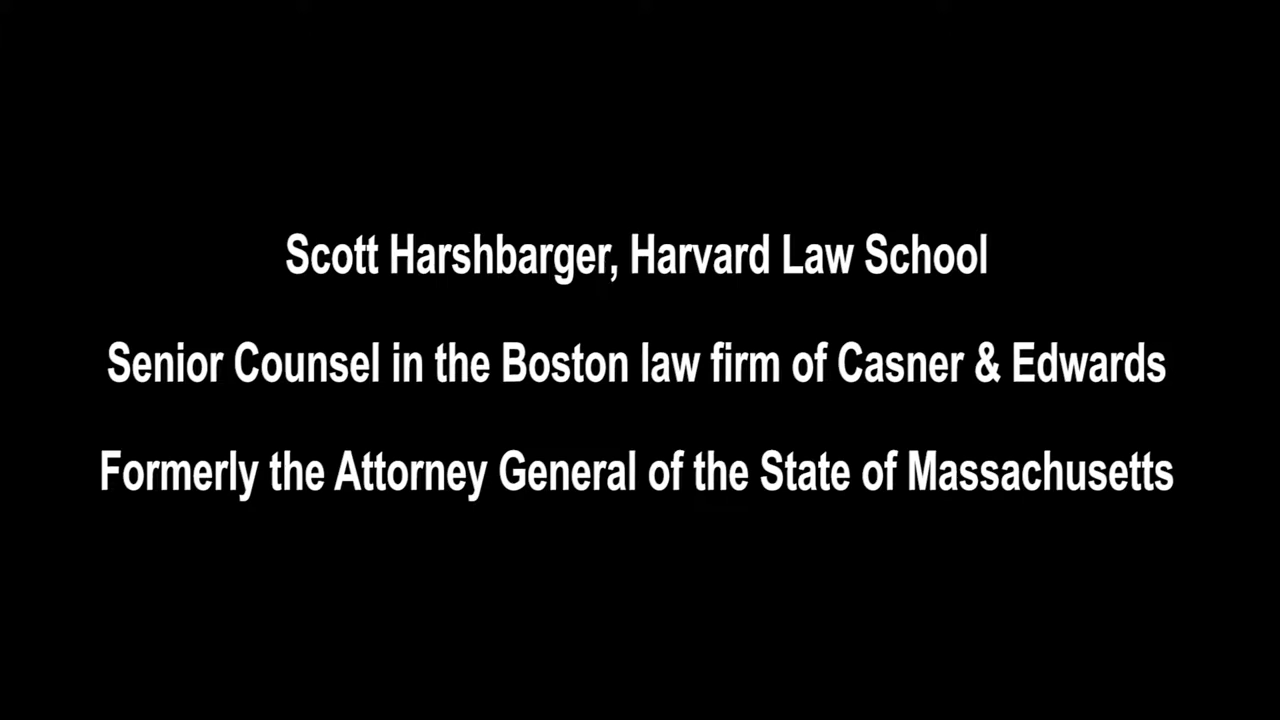 Scott Harshbarger, Harvard Law School
Senior Counsel in the Boston law firm of Casner & Edwards
Formerly the Attorney General of the State of Massachusetts